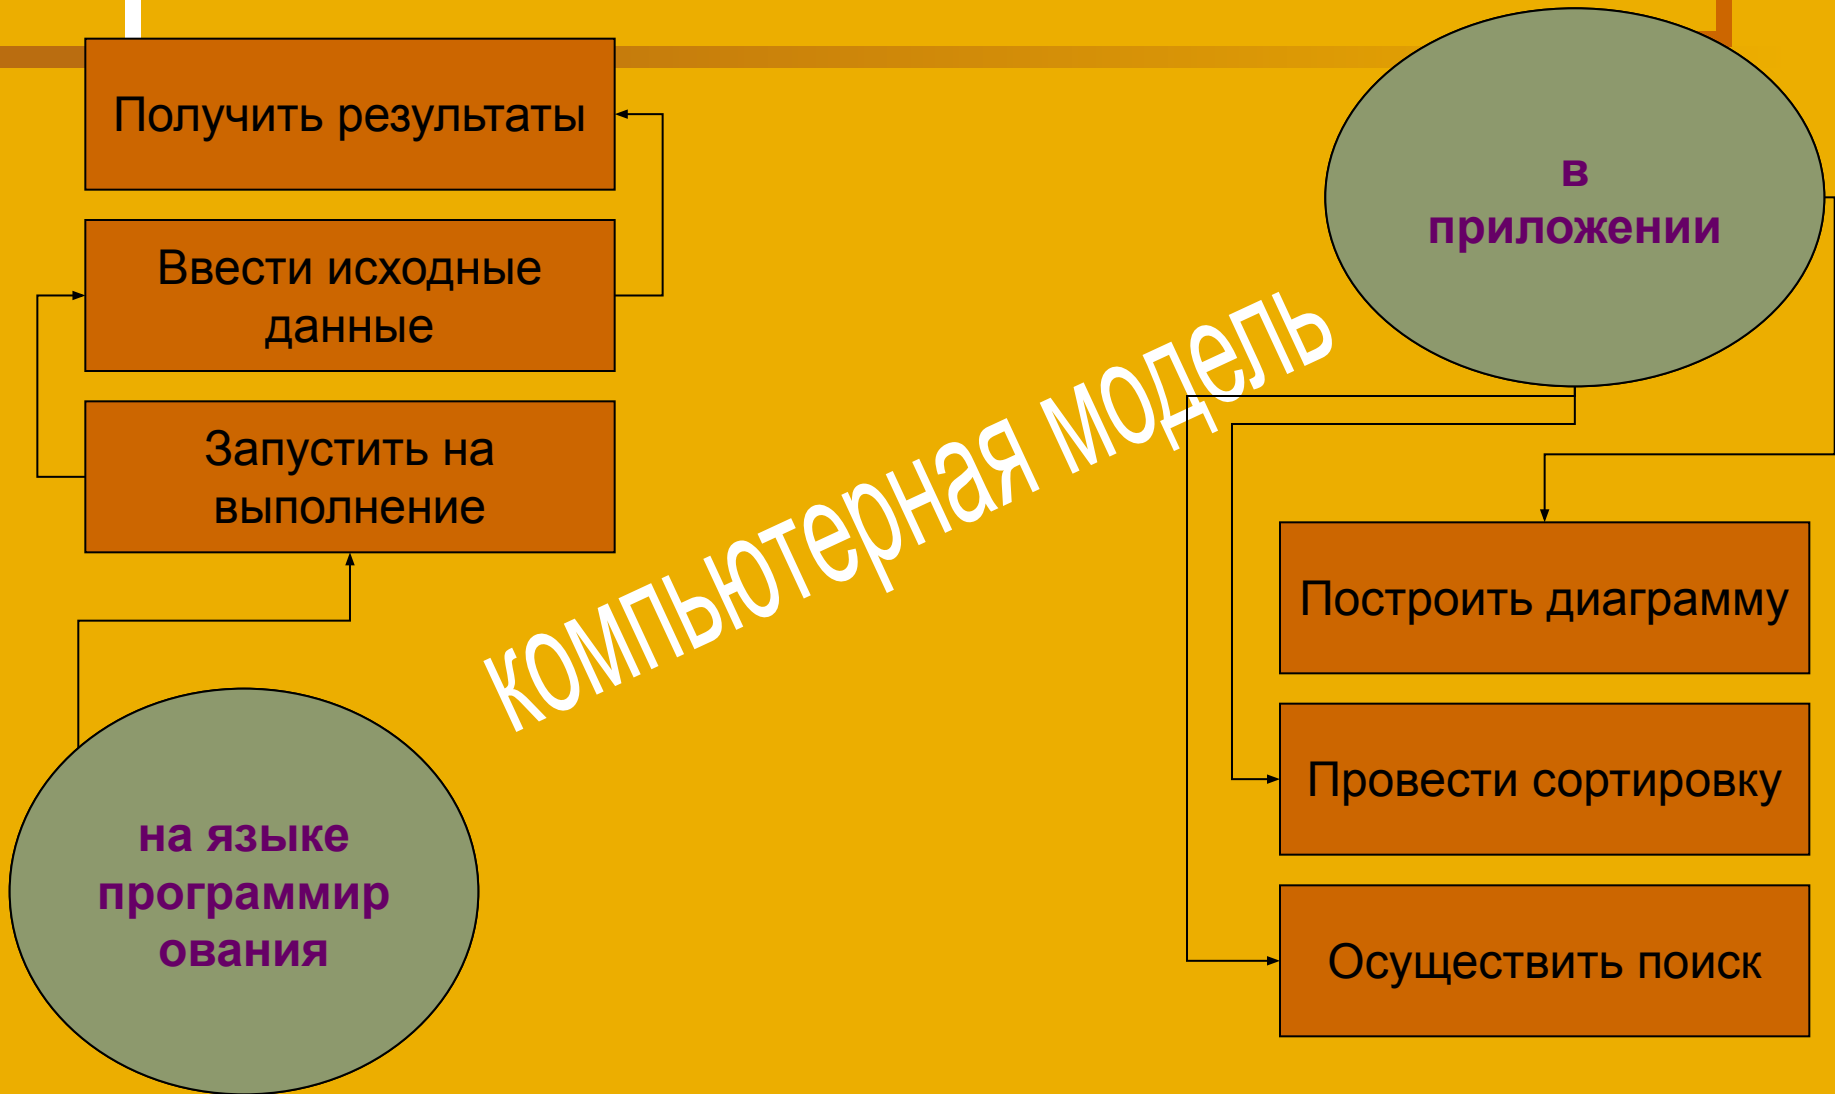 Получить результаты
Ввести исходные
данные
Запустить на
выполнение
на языке
программир
ования
компьютерная модель
в
приложении
Построить диаграмму
Провести сортировку
Осуществить поиск